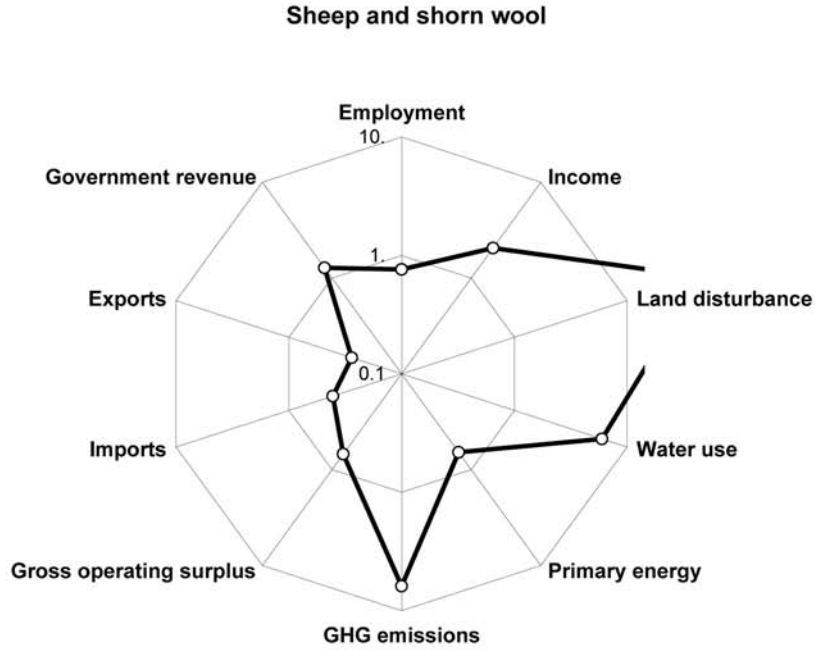 Sheep and shorn wool
Employment
10.
Government revenue
Income
1.
Exports
Land disturbance
0.1
Imports
Water use
Gross operating surplus
Primary energy
GHG emissions